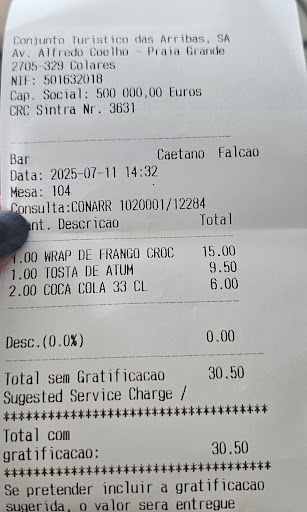 Conjunto Turistico das Arribas, SA
Av. Alfredo Coelho - Praia Grande
2705-329 Colares
NIF: 501632018
Cap. Social: 500 000,00 Euros
CRC Sintra Nr. 3631
Bar Caetano Falcao
Data: 2025-07-11 14:32
Mesa: 104
Consulta:CONARR 1020001/12284
ant. Descricao Total
1.00 WRAP DE FRANGO CROC 15.00
1.00 TOSTA DE ATUM 9.50
2.00 COCA COLA 33 CL 6.00
Desc.(0.0%) 0.00
Total sem Gratificacao 30.50
Sugested Service Charge /
****************************************
Total com
gratificacao: 30.50
****************************************
Se pretender incluir a gratificacao
sugerida, o valor sera entregue